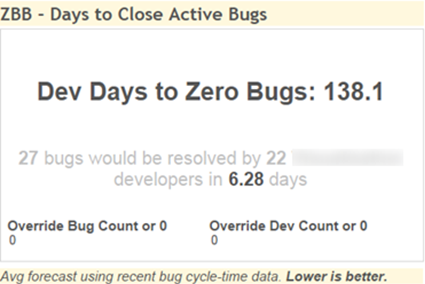 ZBB - Days to Close Active Bugs
Dev Days to Zero Bugs: 138.1
27 bugs would be resolved by 22
developers in 6.28 days
Override Bug Count or 0
Override Dev Count or 0
0
0
Avg forecast using recent bug cycle-time data. Lower is better.